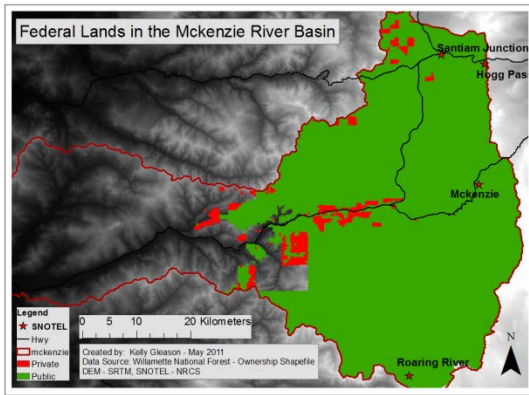 Federal Lands in the Mckenzie River Basin
Santiam Junction
Hogg Pas
Mckenzie
Roaring River
Legend
SNOTEL
Hwy
mckenzie
Private
Public
0 5 10 20 Kilometers
Created by: Kelly Gleason - May 2011
Data Source: Willamette National Forest - Ownership Shapefile
DEM - SRTM, SNOTEL - NRCS
N